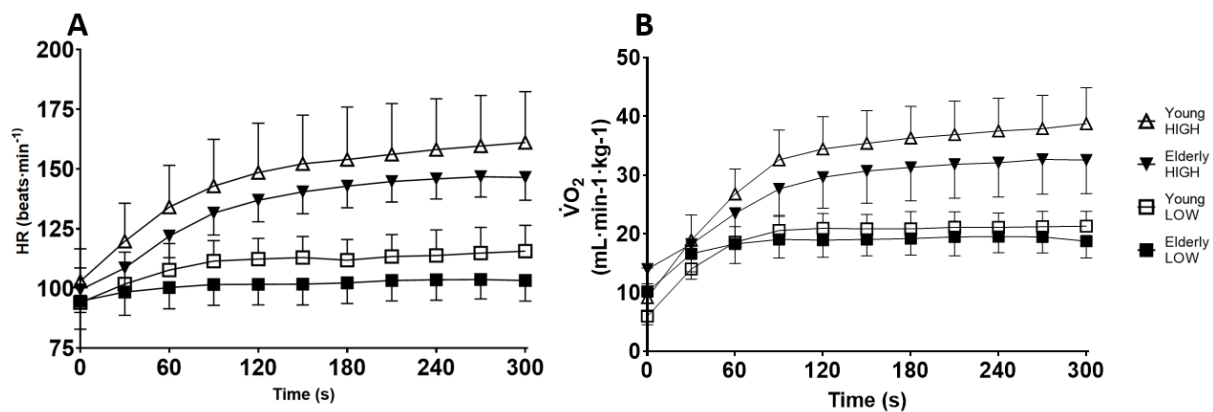 A
HR (beats·min⁻¹)
200
175
150
125
100
75
0 60 120 180 240 300
Time (s)
B
V̇O₂
(mL·min-1·kg-1)
50
40
30
20
10
0
0 60 120 180 240 300
Time (s)
Young
HIGH
Elderly
HIGH
Young
LOW
Elderly
LOW